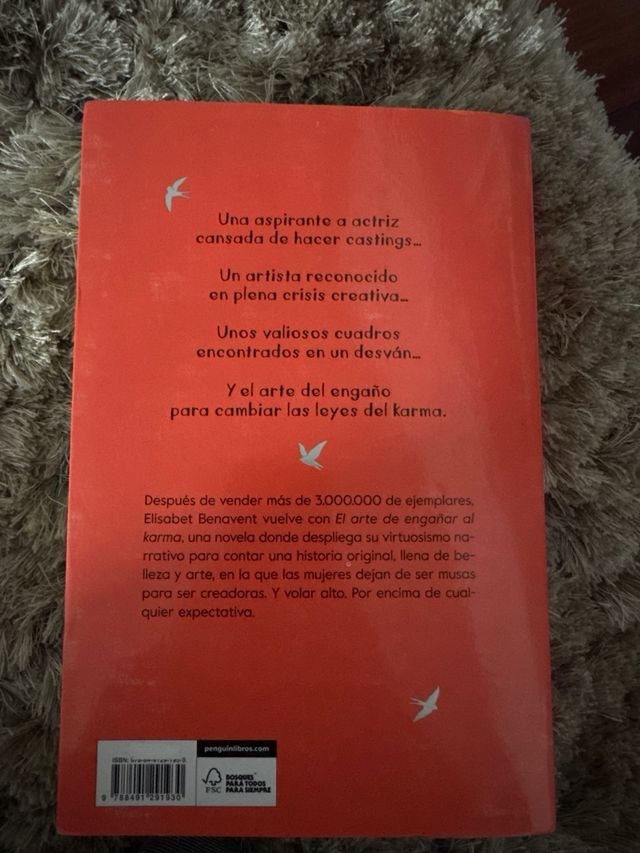 Una aspirante a actriz
cansada de hacer castings...
Un artista reconocido
en plena crisis creativa...
Unos valiosos cuadros
encontrados en un desván...
Y el arte del engaño
para cambiar las leyes del karma.
Después de vender más de 3.000.000 de ejemplares,
Elísabet Benavent vuelve con El arte de engañar al
karma, una novela donde despliega su virtuosismo na-
rrativo para contar una historia original, llena de be-
lleza y arte, en la que las mujeres dejan de ser musas
para ser creadoras. Y volar alto. Por encima de cual-
quier expectativa.
ISBN:
penguinlibros.com
FSC
BOSQUES
PARA TODOS
PARA SIEMPRE
9 788491 291930